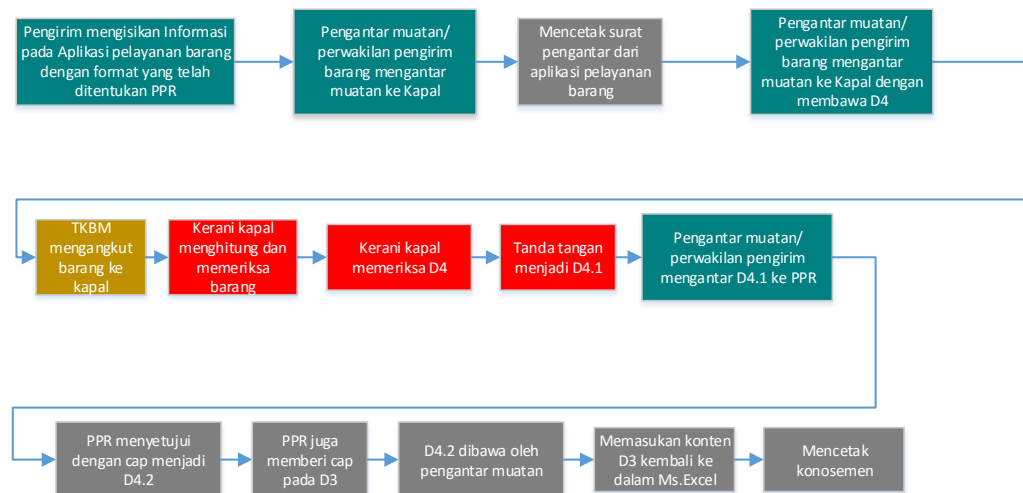 Pengirim mengisikan Informasi
pada Aplikasi pelayanan barang
dengan format yang telah
ditentukan PPR
Pengantar muatan/
perwakilan pengirim
barang mengantar
muatan ke Kapal
Mencetak surat
pengantar dari
aplikasi pelayanan
barang
Pengantar muatan/
perwakilan pengirim
barang mengantar
muatan ke Kapal dengan
membawa D4
TKBM
mengangkut
barang ke
kapal
Kerani kapal
menghitung dan
memeriksa
barang
Kerani kapal
memeriksa D4
Tanda tangan
menjadi D4.1
Pengantar muatan/
perwakilan pengirim
mengantar D4.1 ke PPR
PPR menyetujui
dengan cap menjadi
D4.2
PPR juga
memberi cap
pada D3
D4.2 dibawa oleh
pengantar muatan
Memasukan konten
D3 kembali ke
dalam Ms.Excel
Mencetak
konosemen